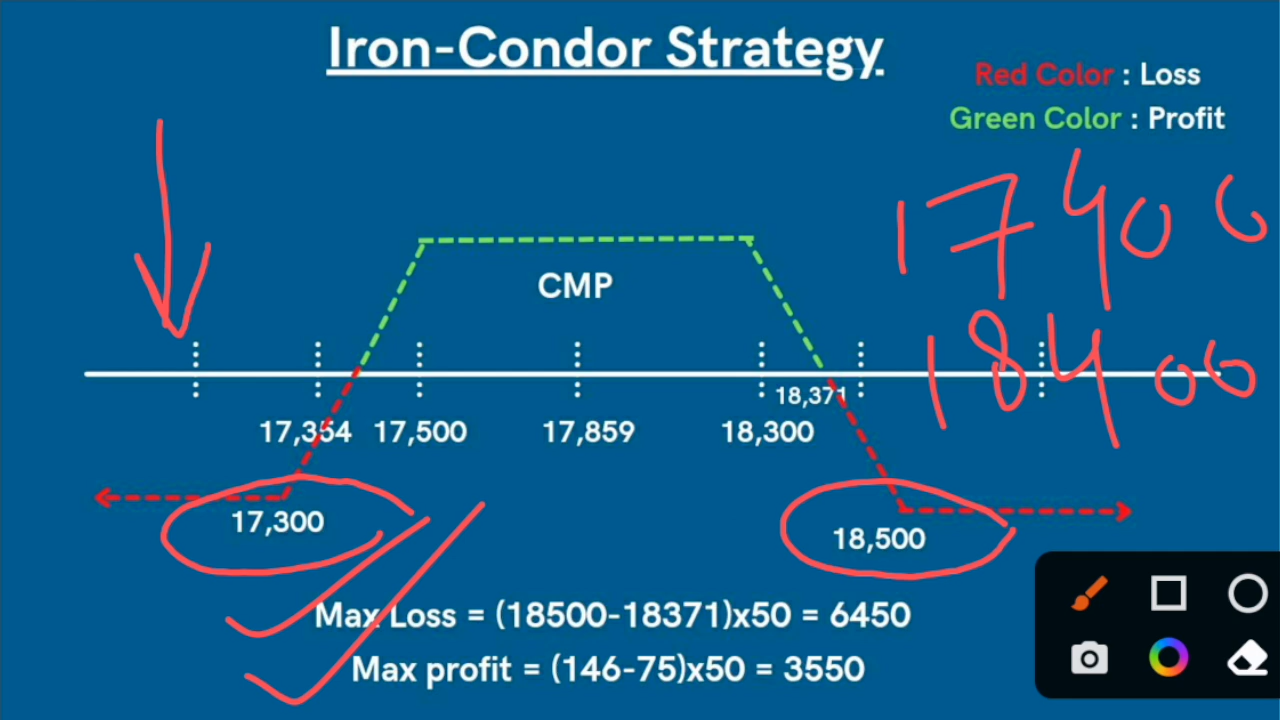 Iron-Condor Strategy
Red Color : Loss
Green Color : Profit
17400
CMP
18400
18,371
17,354 17,500 17,859 18,300
17,300
18,500
Max Loss = (18500-18371)x50 = 6450
Max profit = (146-75)x50 = 3550